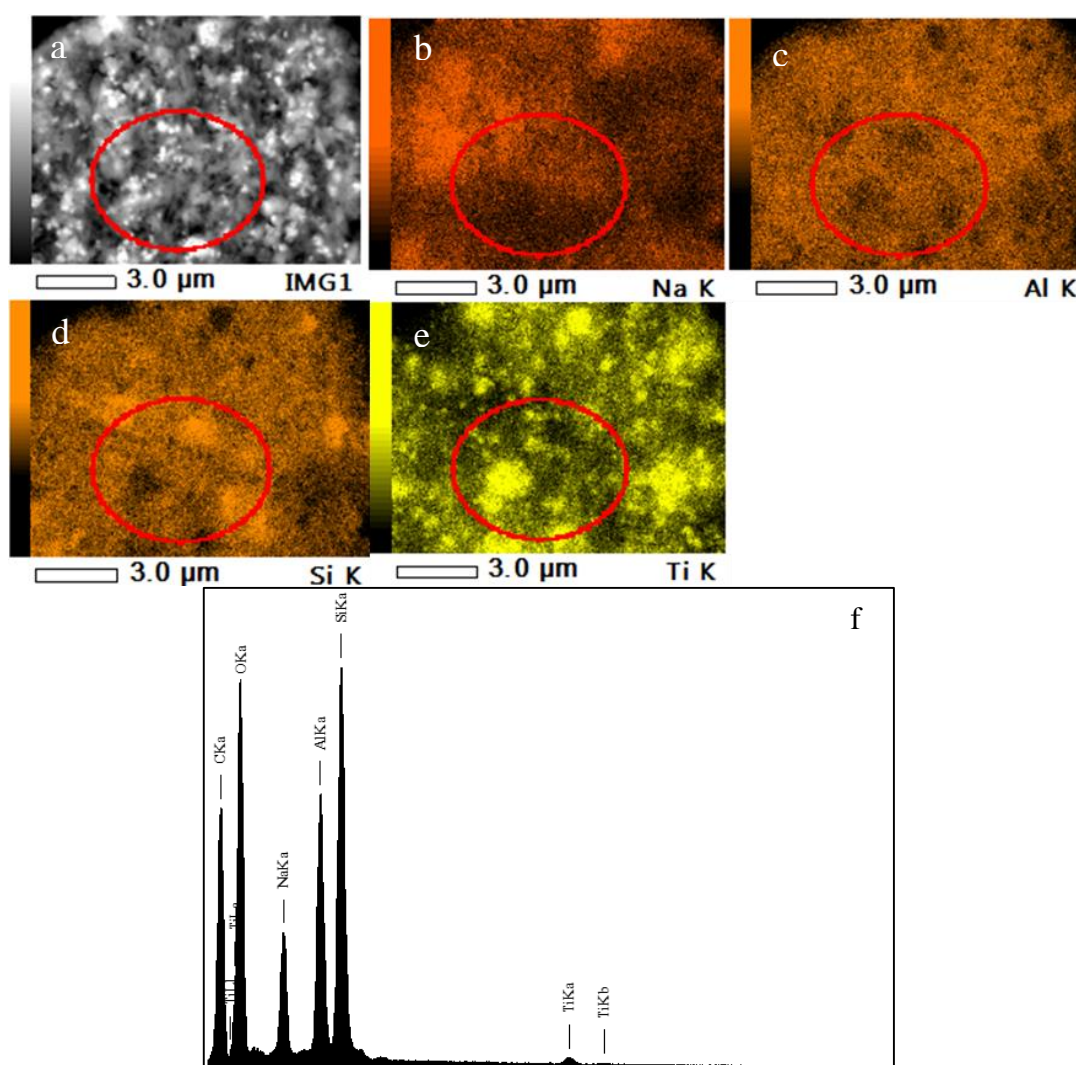 a
b
c
3.0 µm IMG1
3.0 µm Na K
3.0 µm Al K
d
e
3.0 µm Si K
3.0 µm Ti K
f
CKa
TiLl
OKa
NaKa
AlKa
SiKa
TiKa
TiKb